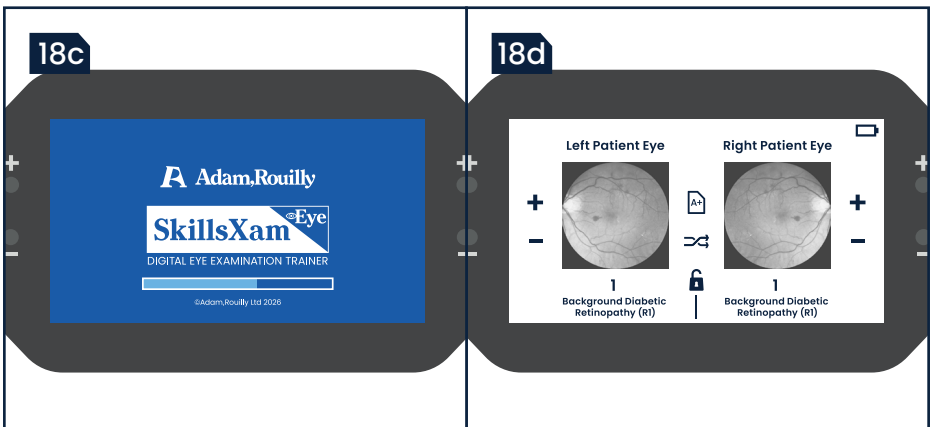 18c
Adam,Rouilly
SkillsXam Eye
DIGITAL EYE EXAMINATION TRAINER
©Adam,Rouilly Ltd 2026
18d
Left Patient Eye
Right Patient Eye
A+
1
Background Diabetic
Retinopathy (R1)
1
Background Diabetic
Retinopathy (R1)